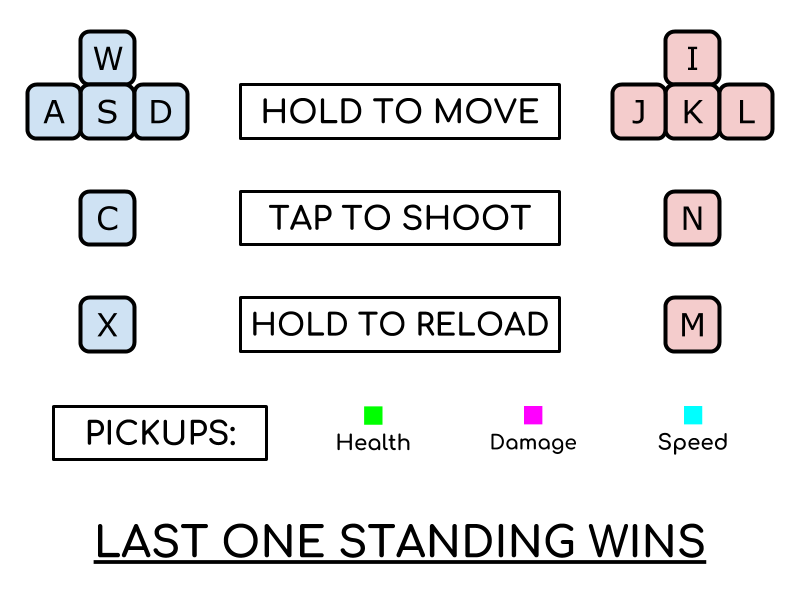 W I
A S D HOLD TO MOVE J K L
C TAP TO SHOOT N
X HOLD TO RELOAD M
PICKUPS: Health Damage Speed
LAST ONE STANDING WINS